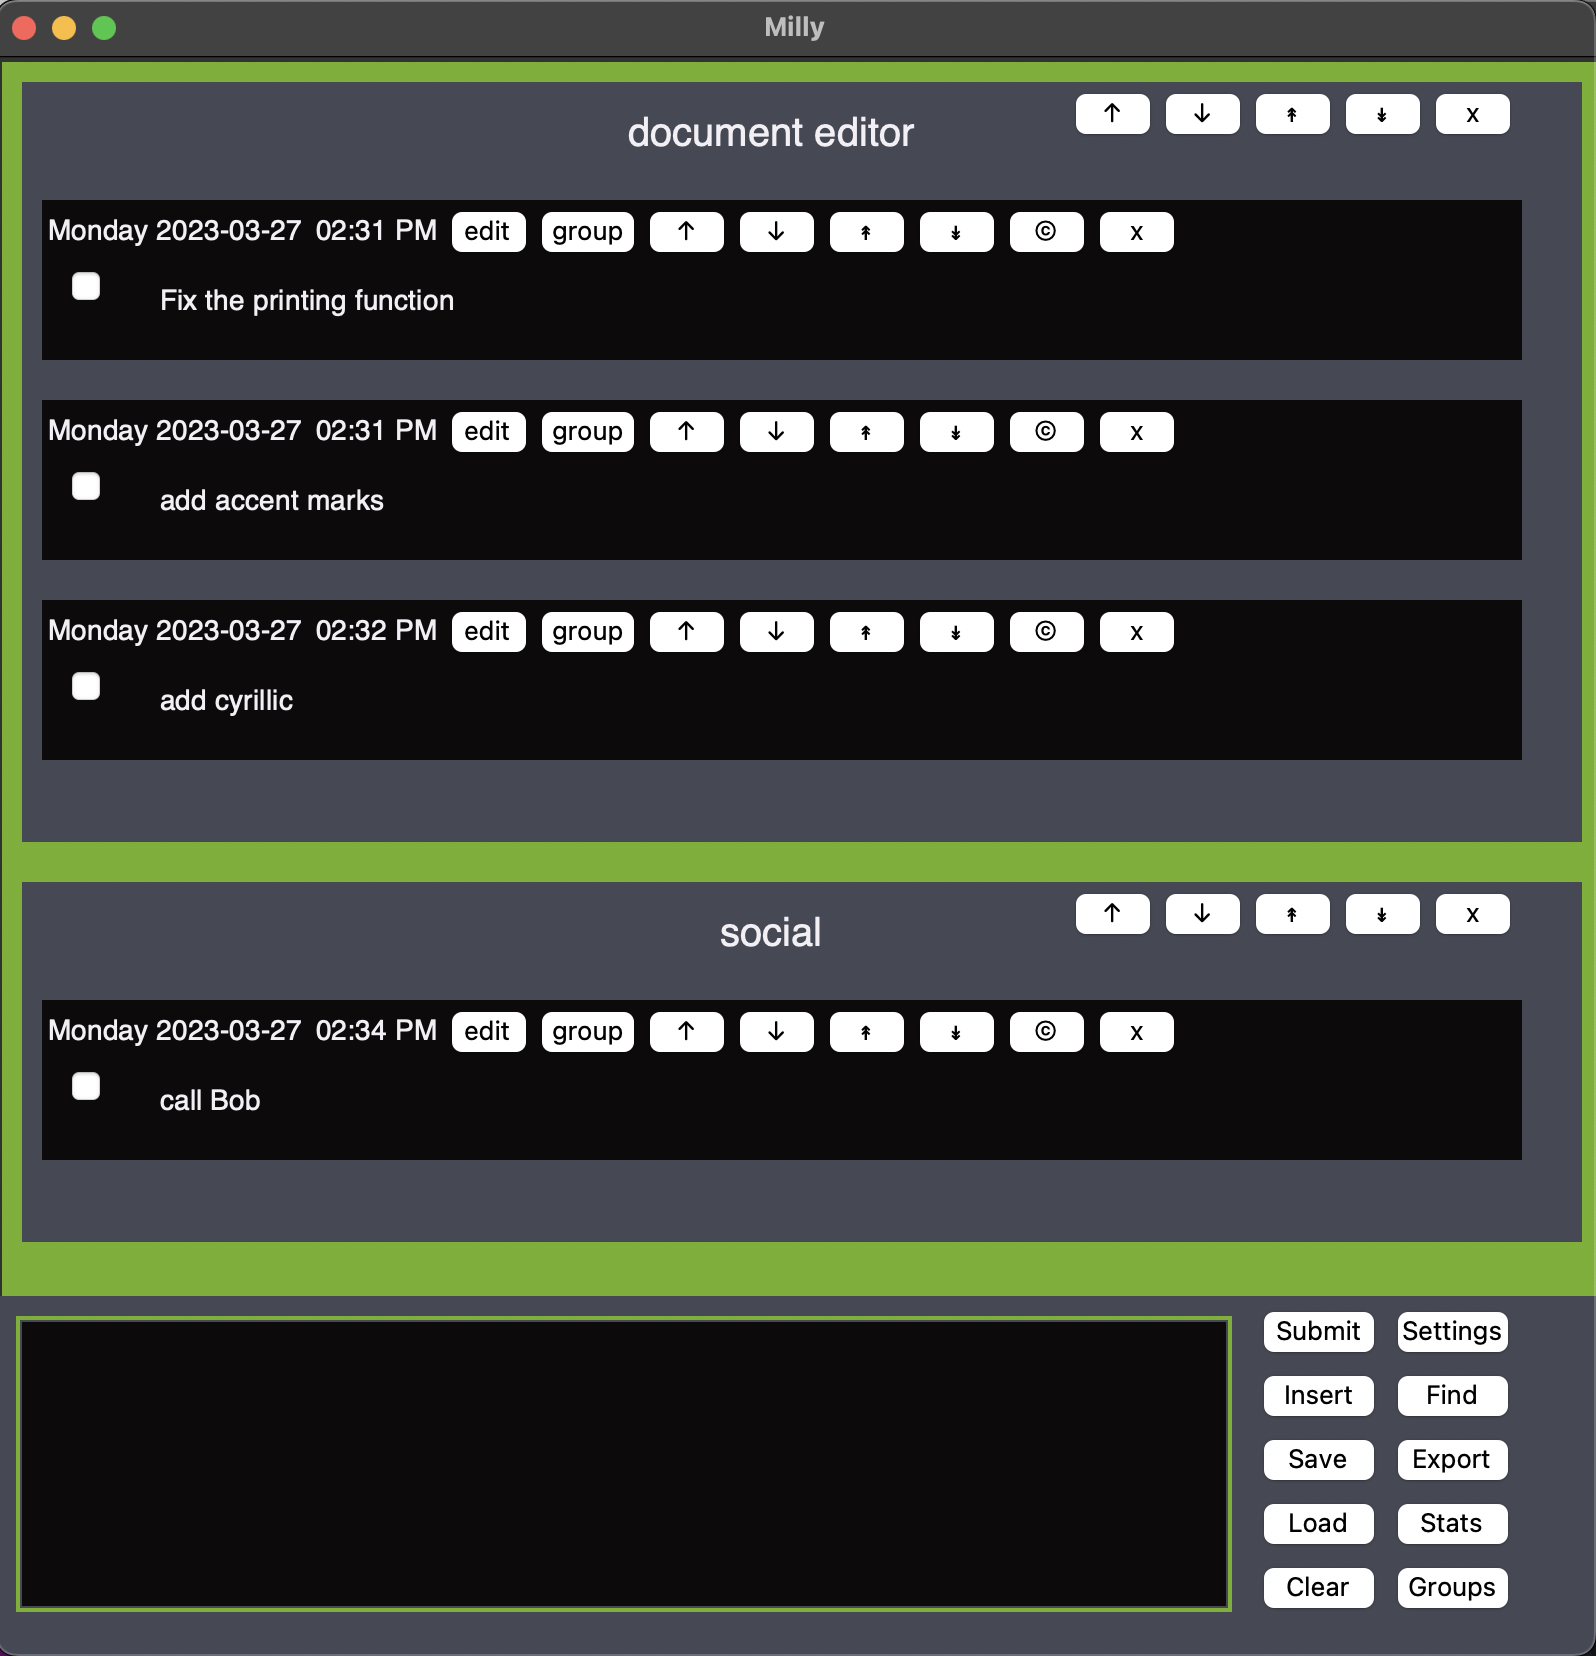 Milly
document editor ↑ ↓ ↟ ↡ x
Monday 2023-03-27 02:31 PM edit group ↑ ↓ ↟ ↡ © x
Fix the printing function
Monday 2023-03-27 02:31 PM edit group ↑ ↓ ↟ ↡ © x
add accent marks
Monday 2023-03-27 02:32 PM edit group ↑ ↓ ↟ ↡ © x
add cyrillic
social ↑ ↓ ↟ ↡ x
Monday 2023-03-27 02:34 PM edit group ↑ ↓ ↟ ↡ © x
call Bob
Submit Settings
Insert Find
Save Export
Load Stats
Clear Groups